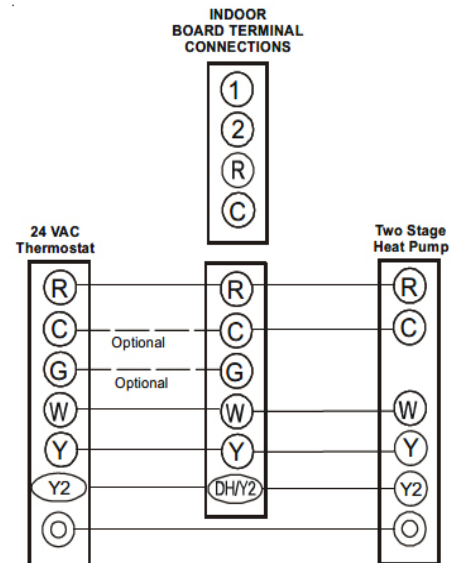 INDOOR
BOARD TERMINAL
CONNECTIONS
1
2
R
C
24 VAC
Thermostat
Two Stage
Heat Pump
R R R
C Optional C C
G Optional G
W W W
Y Y Y
Y2 DH/Y2 Y2
O O